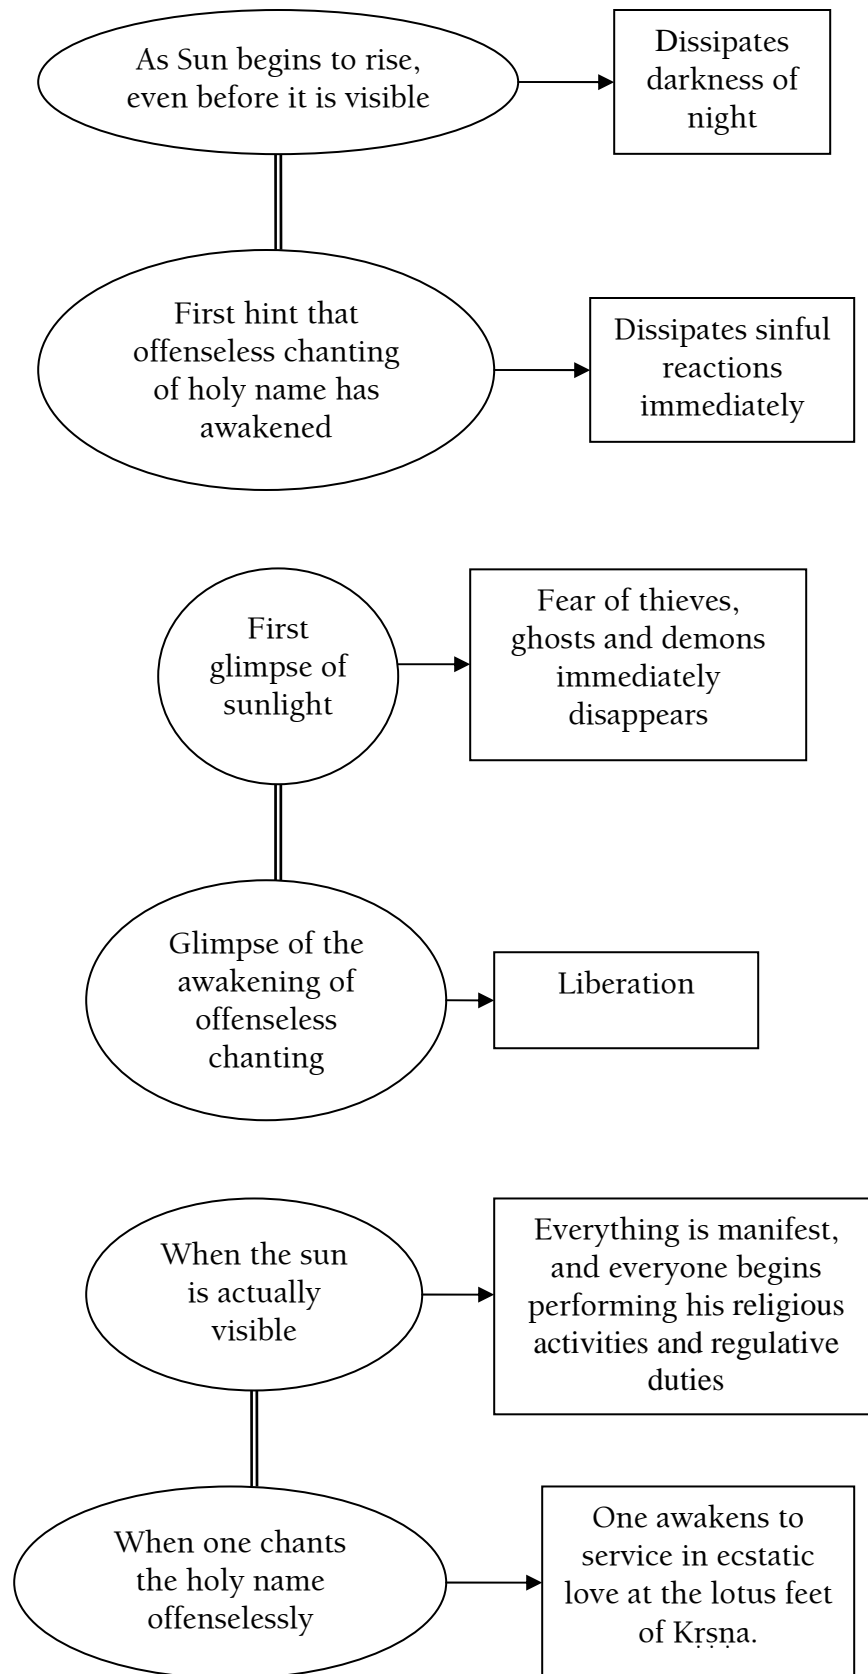 As Sun begins to rise,
even before it is visible
Dissipates
darkness of
night
First hint that
offenseless chanting
of holy name has
awakened
Dissipates sinful
reactions
immediately
First
glimpse of
sunlight
Fear of thieves,
ghosts and demons
immediately
disappears
Glimpse of the
awakening of
offenseless
chanting
Liberation
When the sun
is actually
visible
Everything is manifest,
and everyone begins
performing his religious
activities and regulative
duties
When one chants
the holy name
offenselessly
One awakens to
service in ecstatic
love at the lotus feet
of Kṛṣṇa.